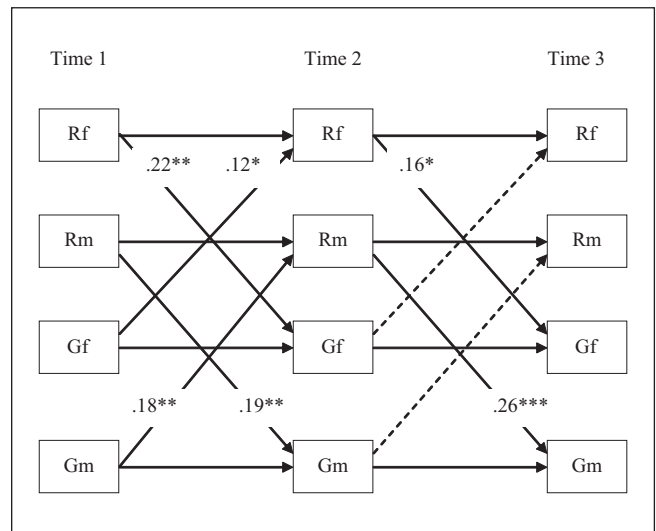 Time 1 Time 2 Time 3
Rf Rf Rf
.22** .12* .16*
Rm Rm Rm
Gf Gf Gf
.18** .19** .26***
Gm Gm Gm